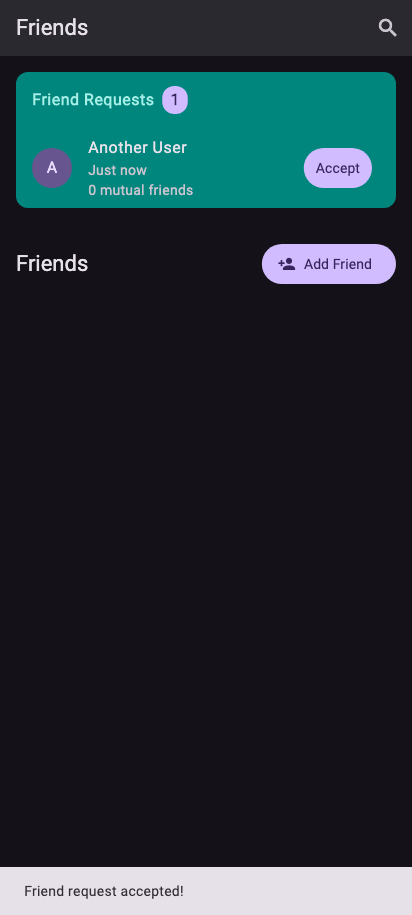 Friends
Friend Requests 1
A
Another User
Just now
0 mutual friends
Accept
Friends
Add Friend
Friend request accepted!